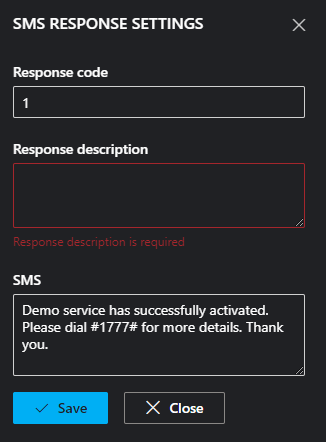 SMS RESPONSE SETTINGS
Response code
1
Response description
Response description is required
SMS
Demo service has successfully activated.
Please dial #1777# for more details. Thank
you.
Save
Close